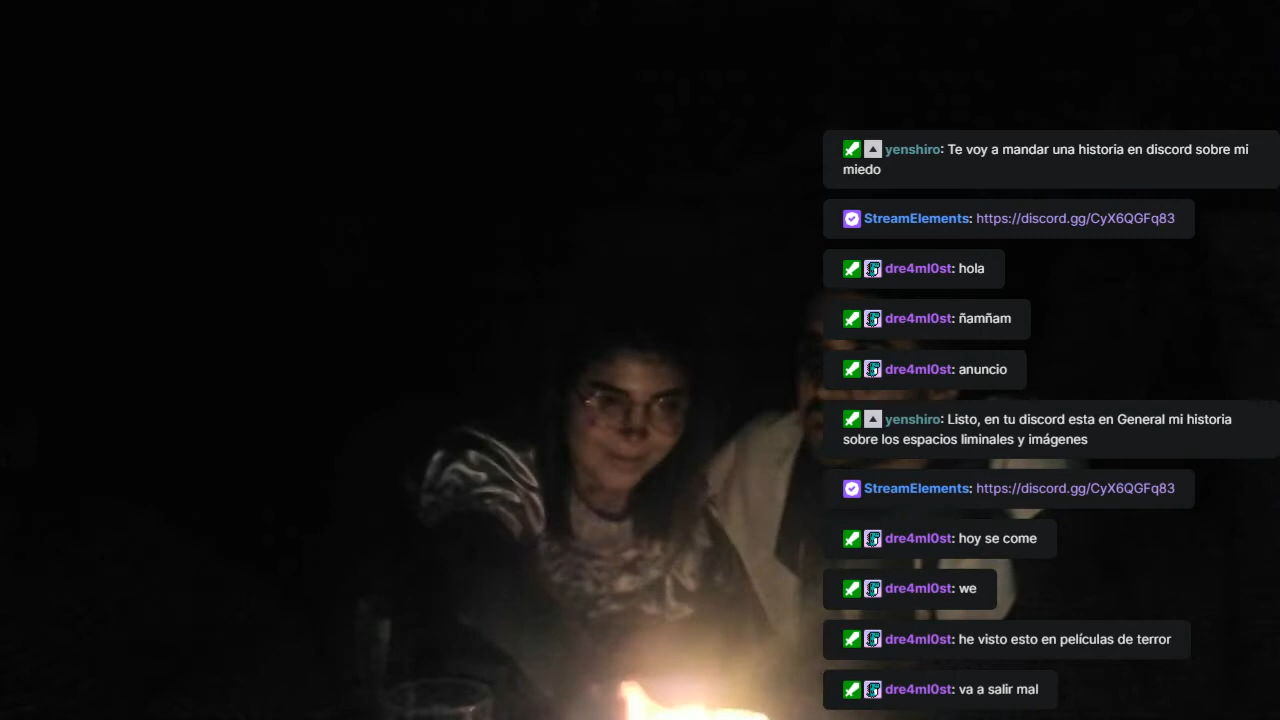 yenshiro: Te voy a mandar una historia en discord sobre mi
miedo
StreamElements: https://discord.gg/CyX6QGFq83
dre4ml0st: hola
dre4ml0st: ñamñam
dre4ml0st: anuncio
yenshiro: Listo, en tu discord esta en General mi historia
sobre los espacios liminales y imágenes
StreamElements: https://discord.gg/CyX6QGFq83
dre4ml0st: hoy se come
dre4ml0st: we
dre4ml0st: he visto esto en películas de terror
dre4ml0st: va a salir mal